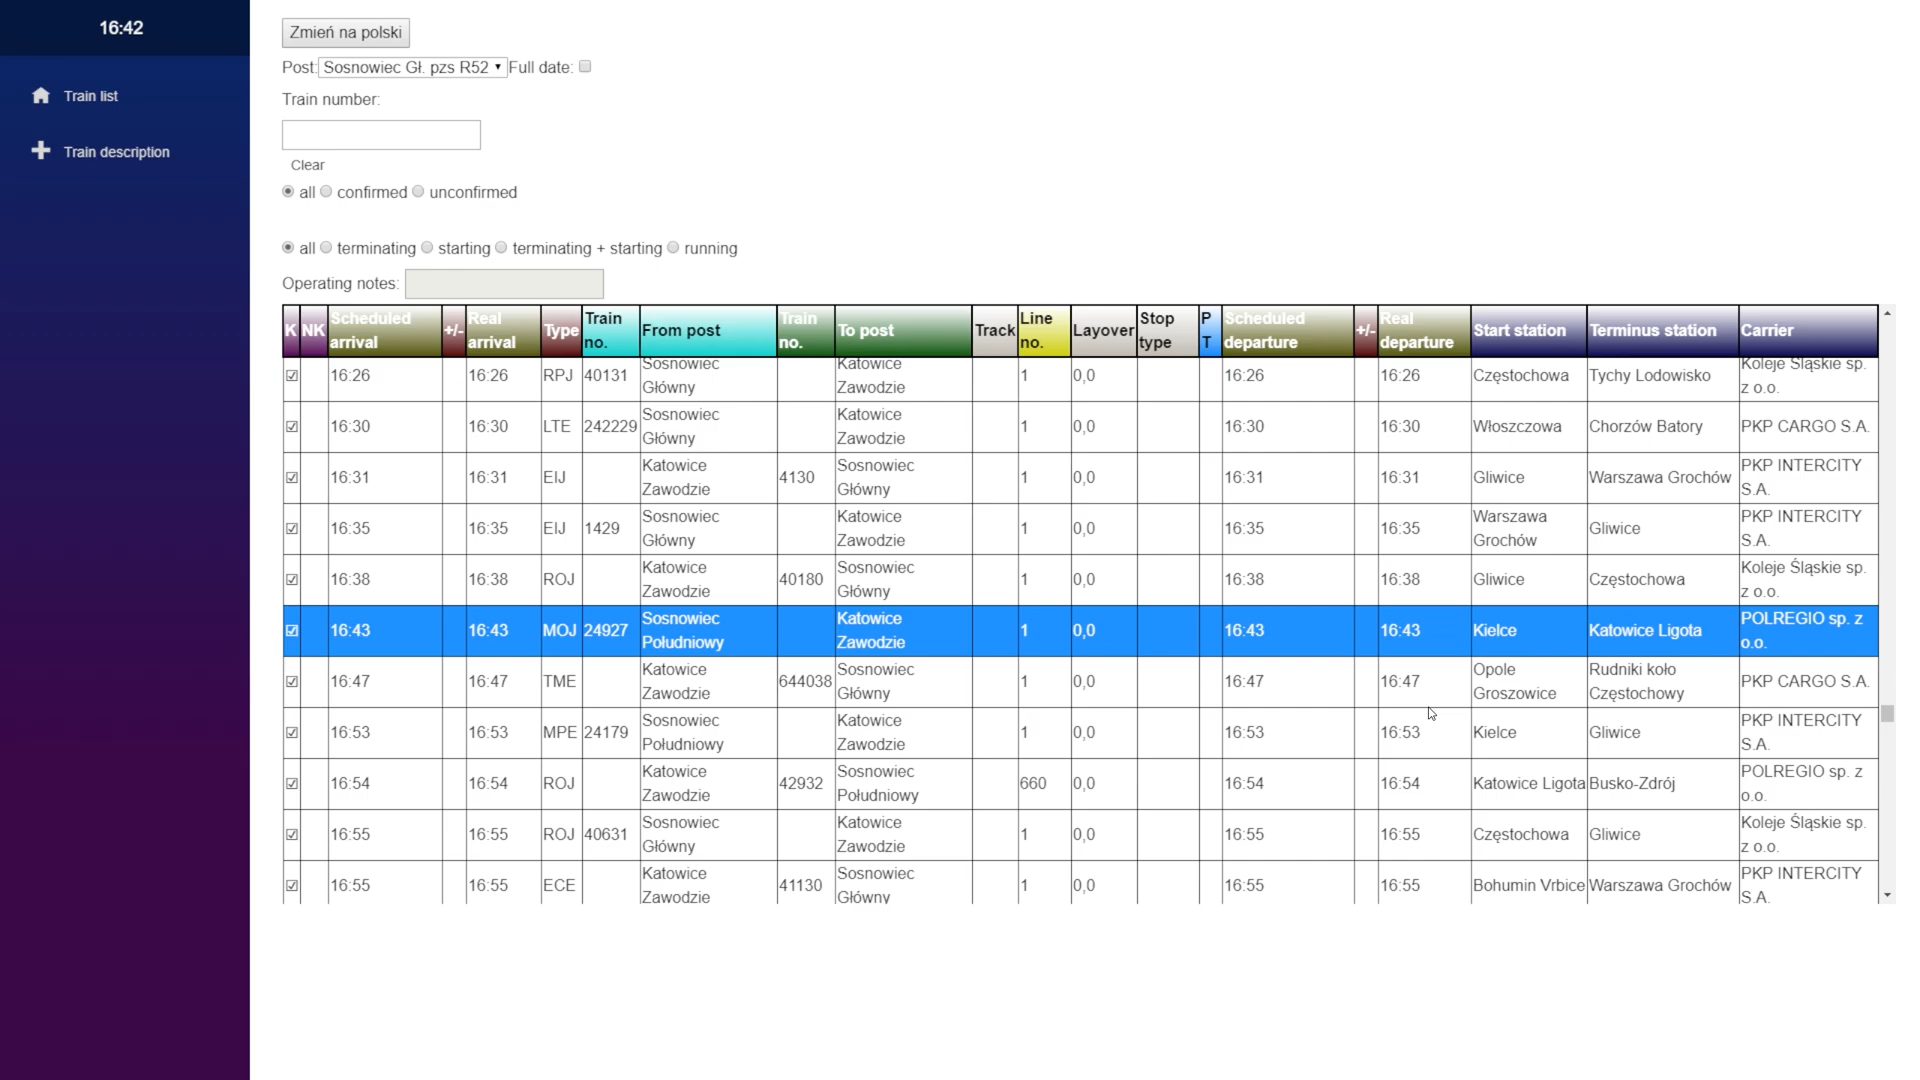 16:42
Train list
Train description
Zmień na polski
Post: Sosnowiec Gł. pzs R52 Full date:
Train number:
Clear
all confirmed unconfirmed
all terminating starting terminating + starting running
Operating notes:
K NK Scheduled arrival +/- Real arrival Type Train no. From post Train no. To post Track Line no. Layover Stop type P T Scheduled departure +/- Real departure Start station Terminus station Carrier
16:26 16:26 RPJ 40131 Sosnowiec Główny Katowice Zawodzie 1 0,0 16:26 16:26 Częstochowa Tychy Lodowisko Koleje Śląskie sp. z o.o.
16:30 16:30 LTE 242229 Sosnowiec Główny Katowice Zawodzie 1 0,0 16:30 16:30 Włoszczowa Chorzów Batory PKP CARGO S.A.
16:31 16:31 EIJ Katowice Zawodzie 4130 Sosnowiec Główny 1 0,0 16:31 16:31 Gliwice Warszawa Grochów PKP INTERCITY S.A.
16:35 16:35 EIJ 1429 Sosnowiec Główny Katowice Zawodzie 1 0,0 16:35 16:35 Warszawa Grochów Gliwice PKP INTERCITY S.A.
16:38 16:38 ROJ Katowice Zawodzie 40180 Sosnowiec Główny 1 0,0 16:38 16:38 Gliwice Częstochowa Koleje Śląskie sp. z o.o.
16:43 16:43 MOJ 24927 Sosnowiec Południowy Katowice Zawodzie 1 0,0 16:43 16:43 Kielce Katowice Ligota POLREGIO sp. z o.o.
16:47 16:47 TME Katowice Zawodzie 644038 Sosnowiec Główny 1 0,0 16:47 16:47 Opole Groszowice Rudniki koło Częstochowy PKP CARGO S.A.
16:53 16:53 MPE 24179 Sosnowiec Południowy Katowice Zawodzie 1 0,0 16:53 16:53 Kielce Gliwice PKP INTERCITY S.A.
16:54 16:54 ROJ Katowice Zawodzie 42932 Sosnowiec Południowy 660 0,0 16:54 16:54 Katowice Ligota Busko-Zdrój POLREGIO sp. z o.o.
16:55 16:55 ROJ 40631 Sosnowiec Główny Katowice Zawodzie 1 0,0 16:55 16:55 Częstochowa Gliwice Koleje Śląskie sp. z o.o.
16:55 16:55 ECE Katowice Zawodzie 41130 Sosnowiec Główny 1 0,0 16:55 16:55 Bohumin Vrbice Warszawa Grochów PKP INTERCITY S.A.